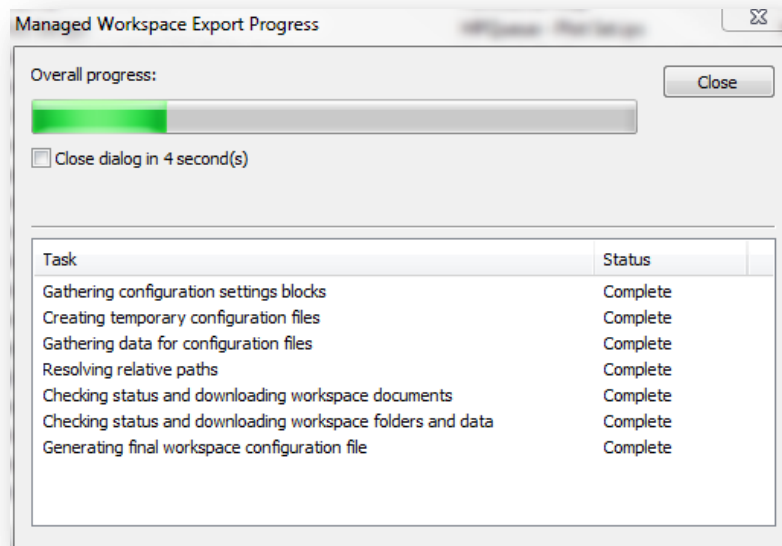 Managed Workspace Export Progress
Overall progress:
Close
Close dialog in 4 second(s)
Task Status
Gathering configuration settings blocks Complete
Creating temporary configuration files Complete
Gathering data for configuration files Complete
Resolving relative paths Complete
Checking status and downloading workspace documents Complete
Checking status and downloading workspace folders and data Complete
Generating final workspace configuration file Complete